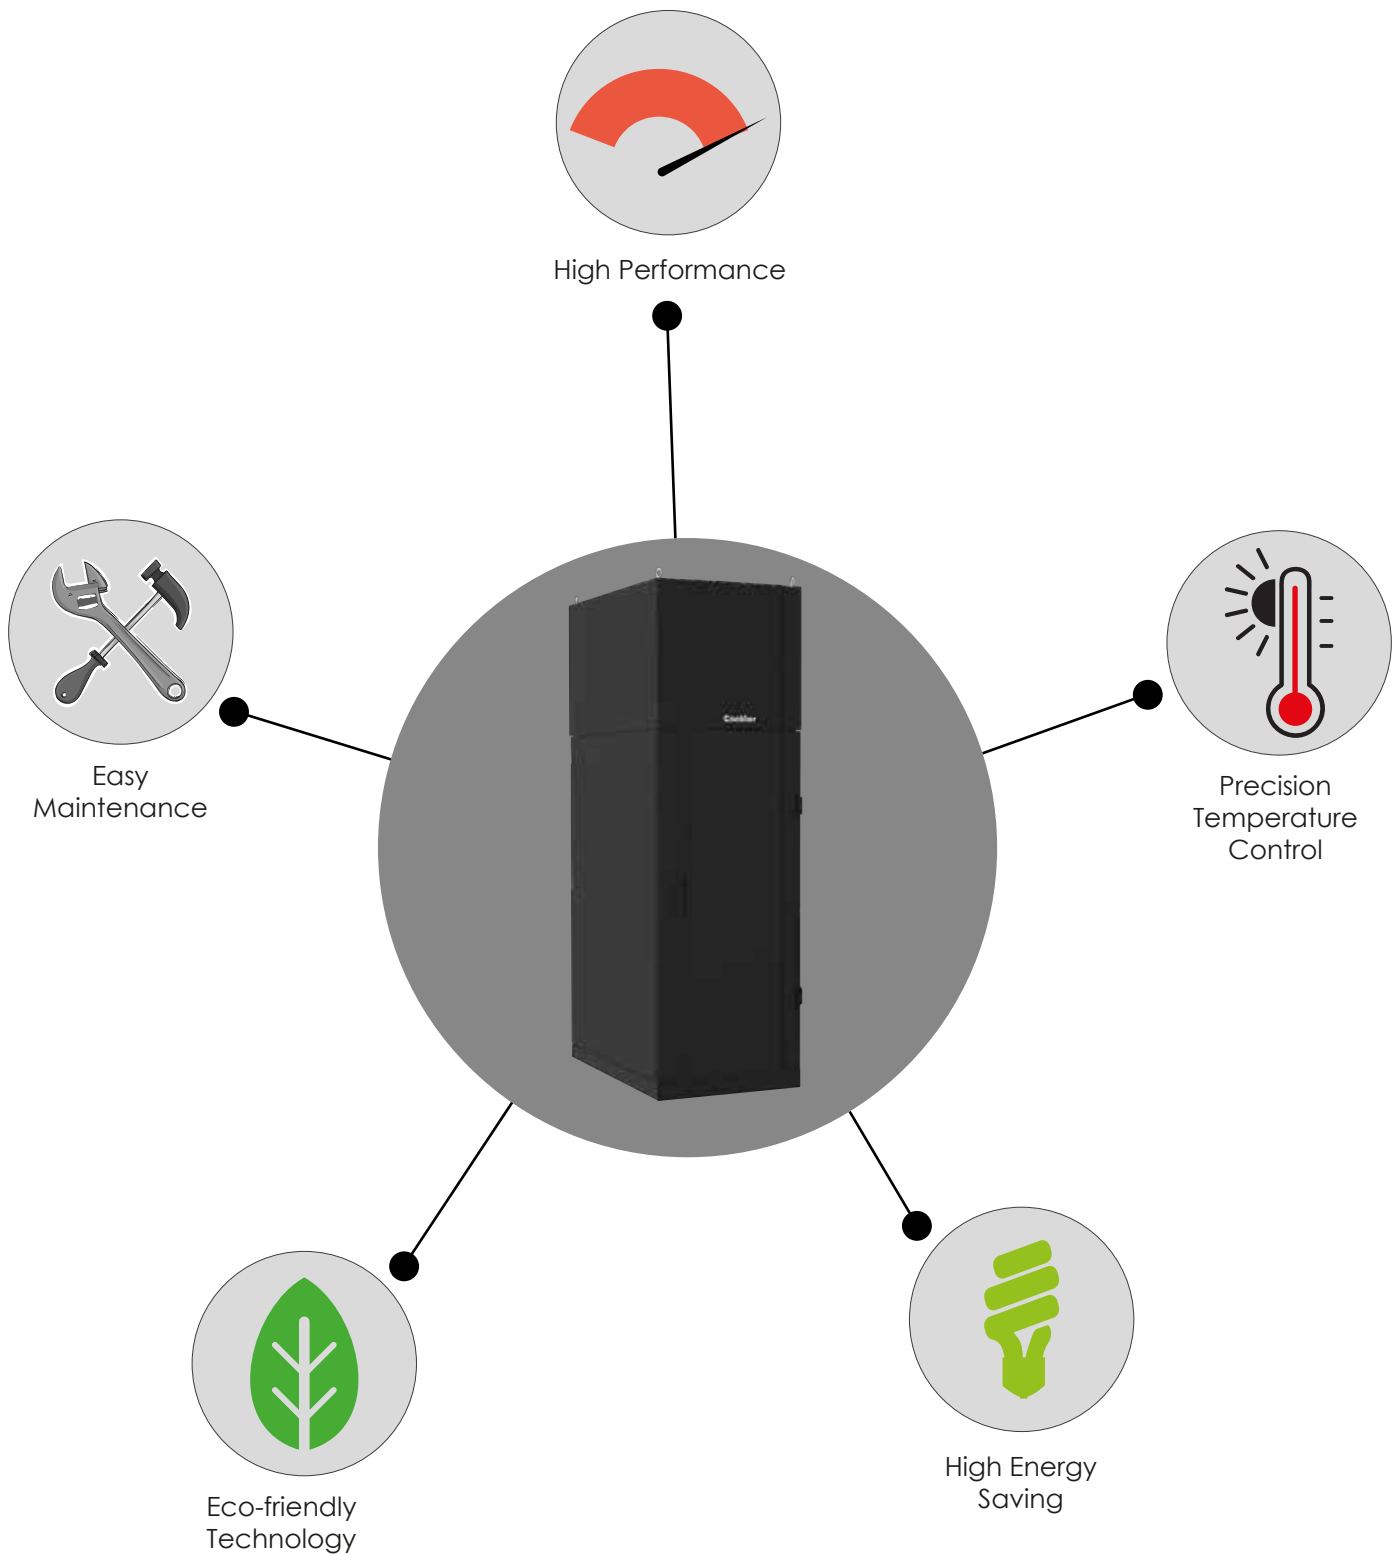 High Performance
Easy
Maintenance
Precision
Temperature
Control
High Energy
Saving
Eco-friendly
Technology